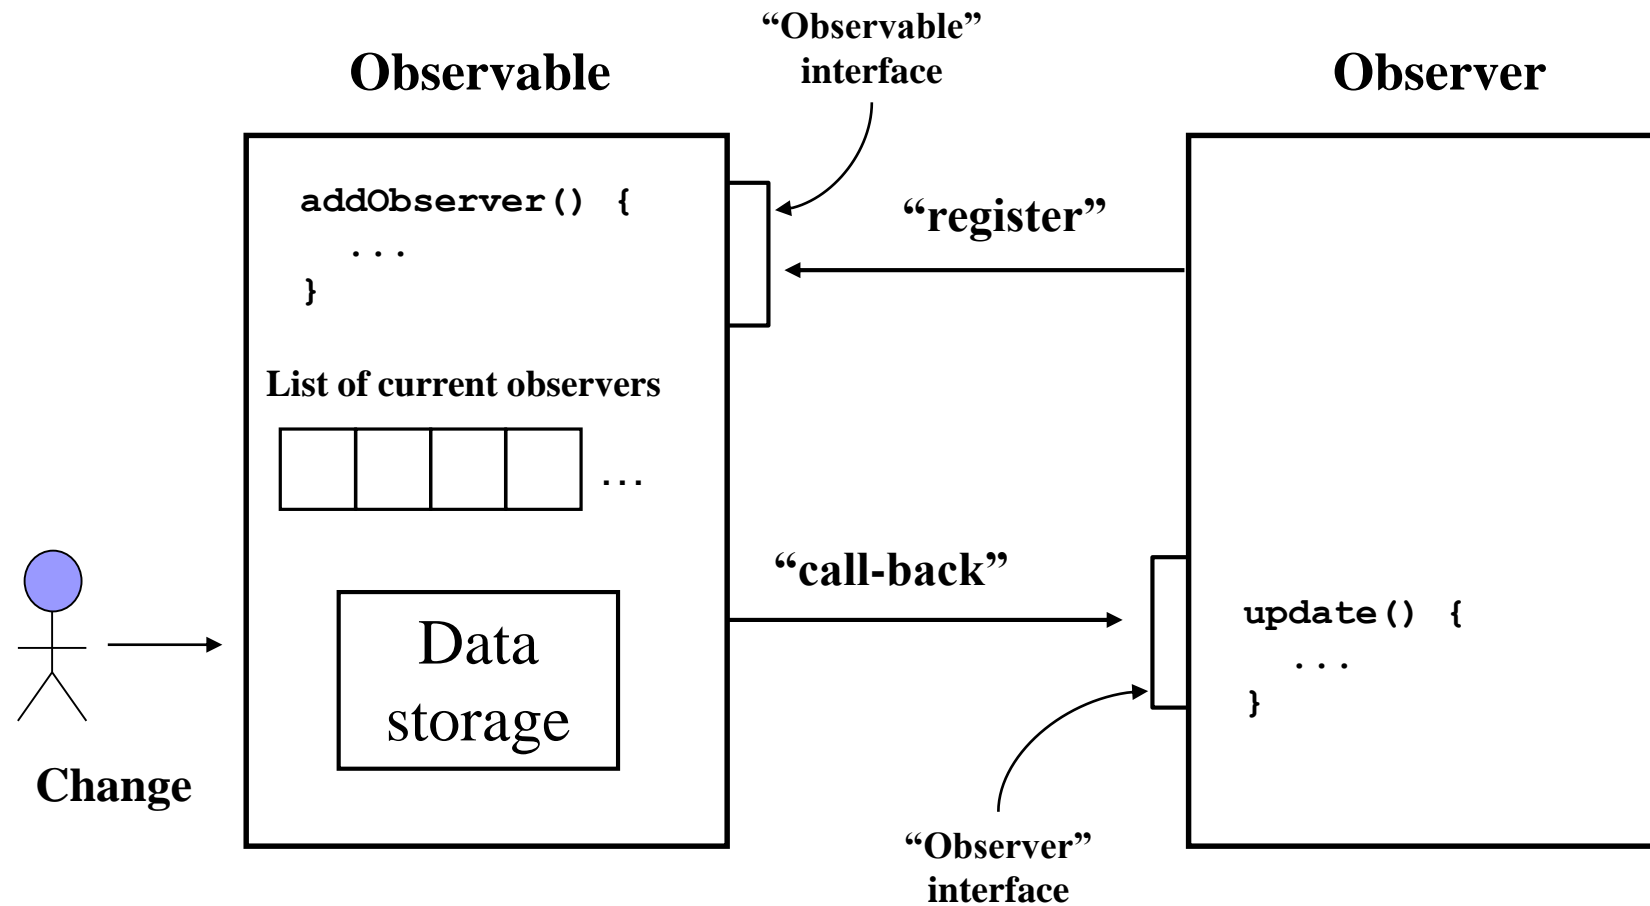 “Observable”
interface
Observable
Observer
addObserver() {
...
}
“register”
List of current observers
...
“call-back”
update() {
...
}
Data
storage
Change
“Observer”
interface